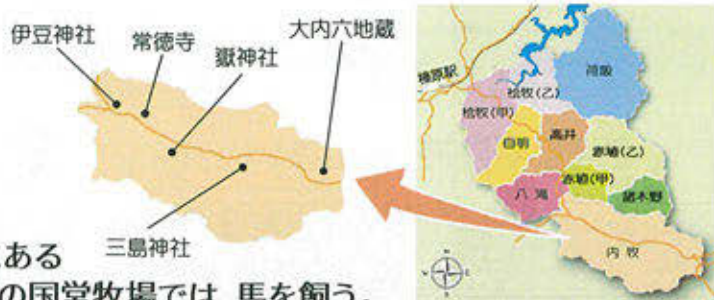 伊豆神社
常徳寺
嶽神社
大内六地蔵
三島神社
ある
の国営牧場では、馬を飼う
榛原駅
荷阪
桧牧(乙)
桧牧(甲)
自明
高井
赤埴(乙)
赤埴(甲)
八滝
諸木野
内牧